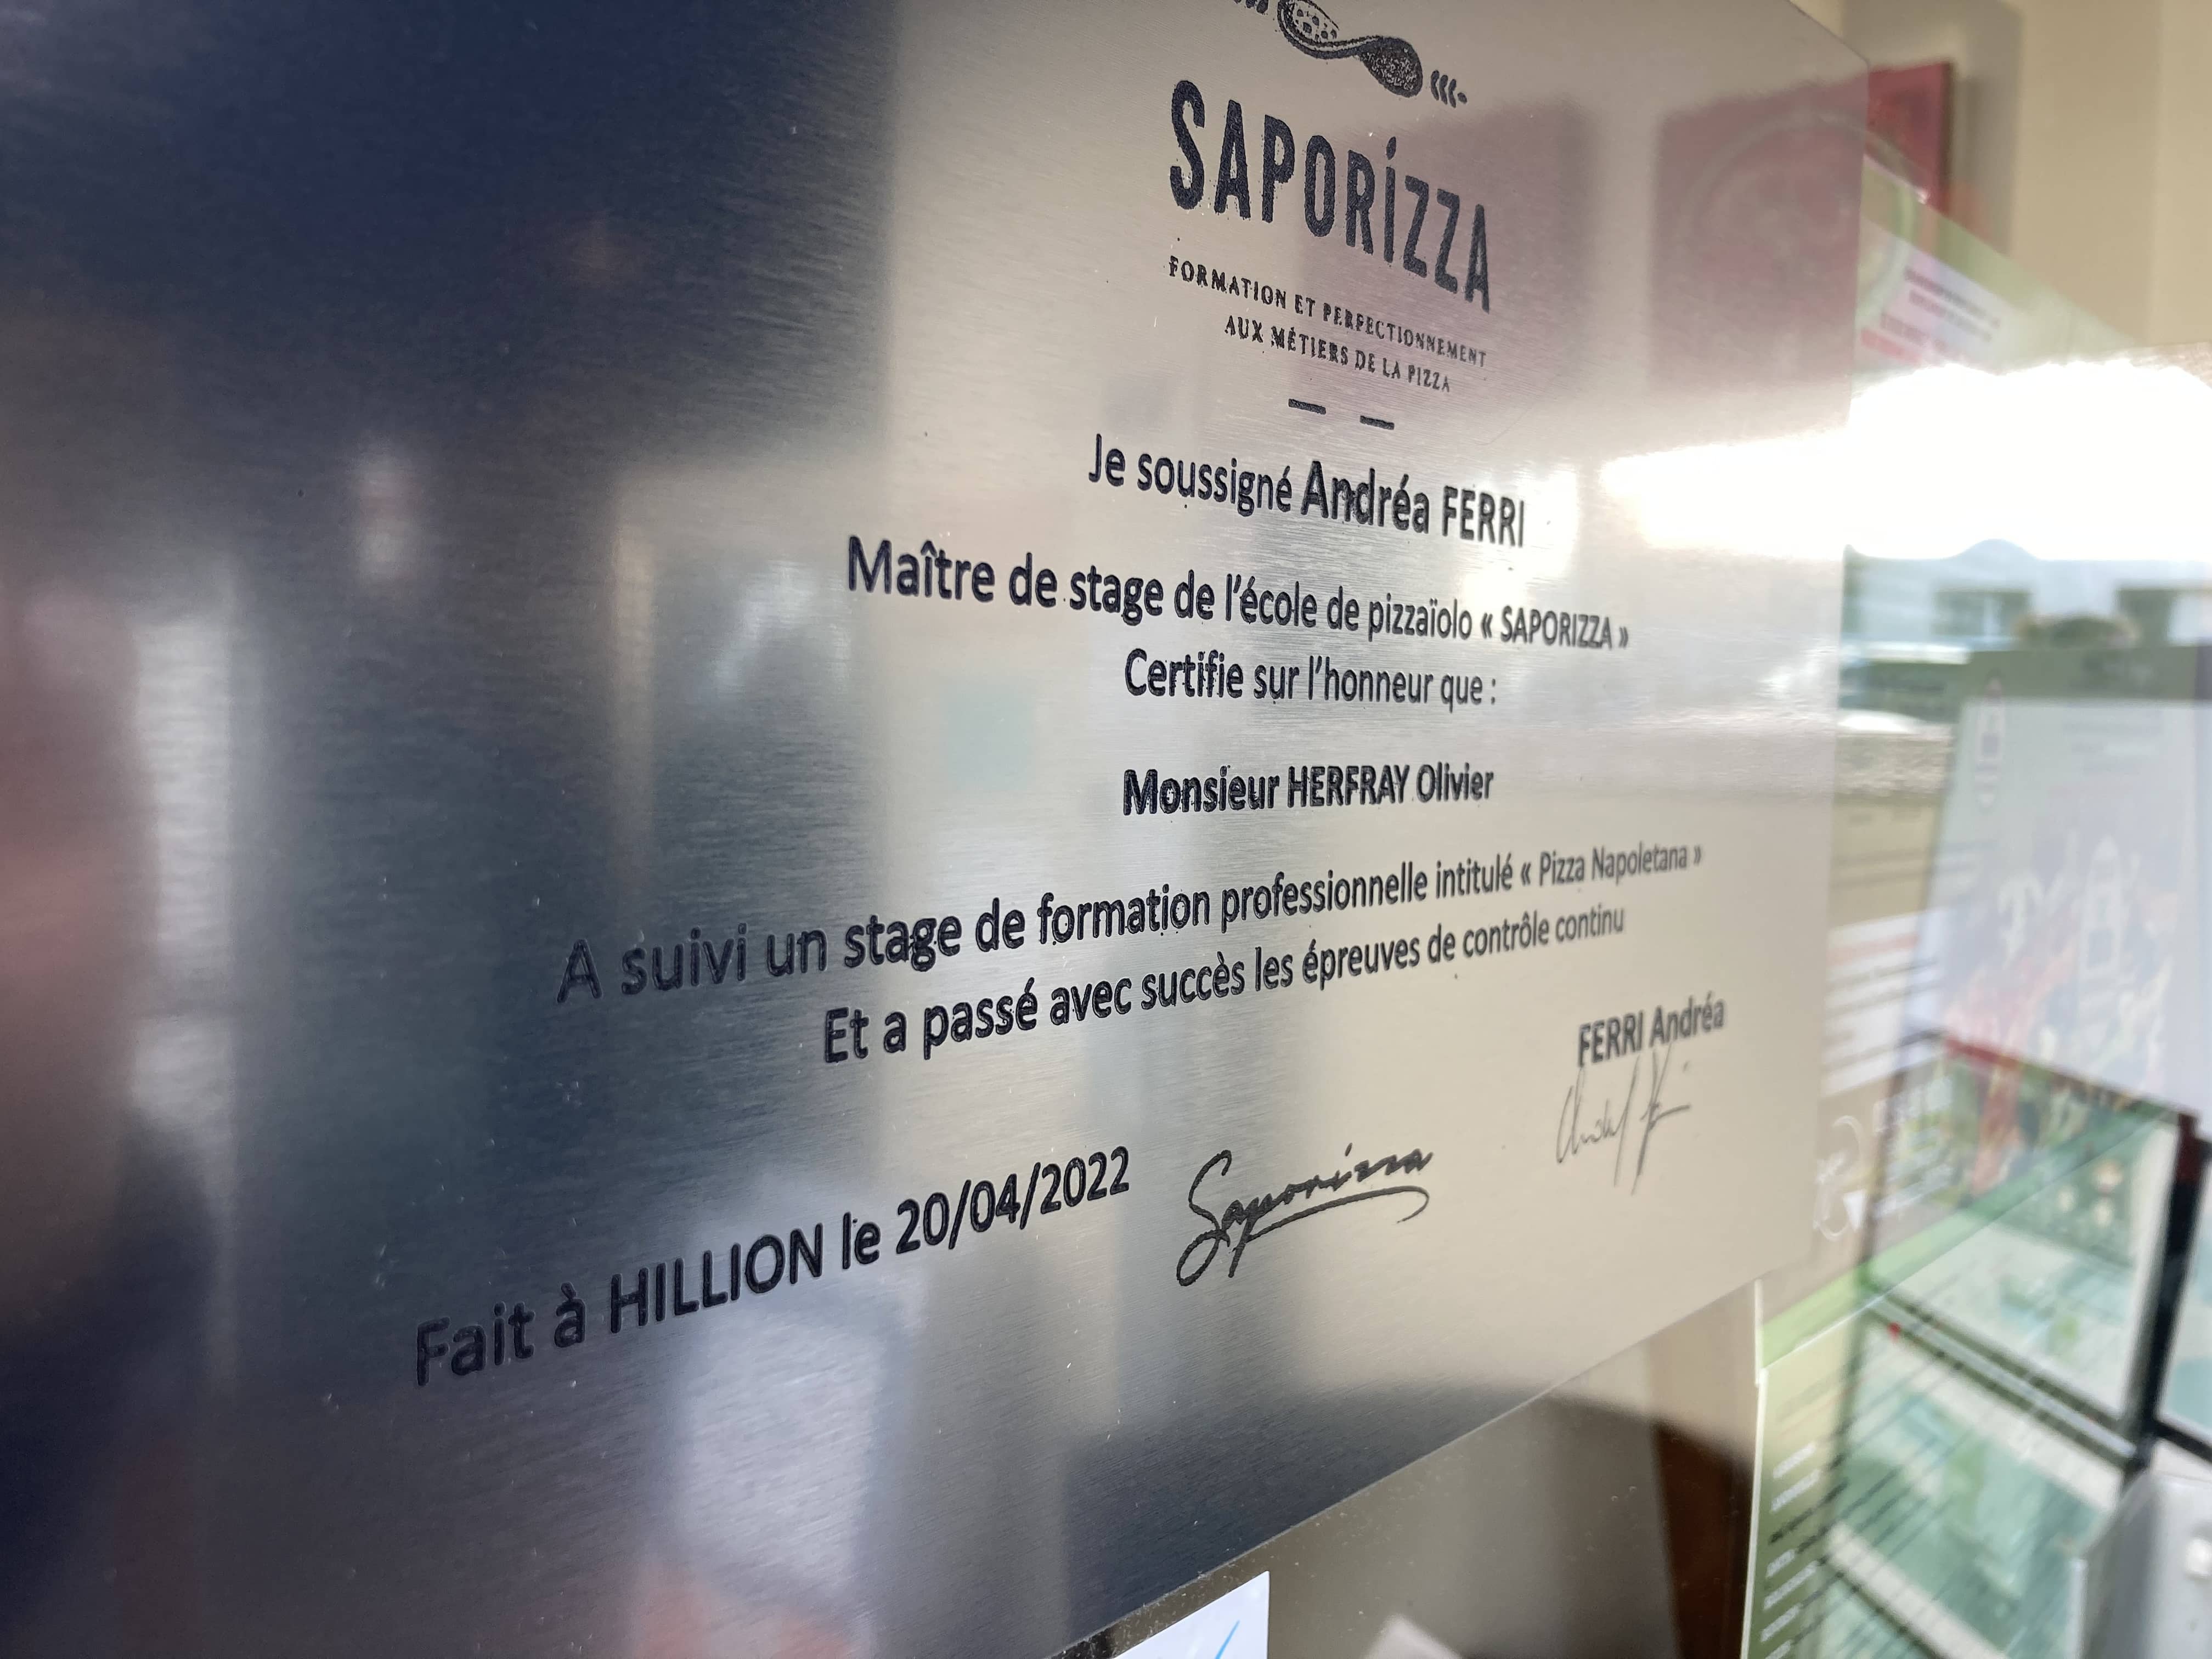 SAPORIZZA
FORMATION ET PERFECTIONNEMENT
AUX MÉTIERS DE LA PIZZA
Je soussigné Andréa FERRI
Maître de stage de l'école de pizzaïolo « SAPORIZZA »
Certifie sur l'honneur que :
Monsieur HERFRAY Olivier
A suivi un stage de formation professionnelle intitulé « Pizza Napoletana »
Et a passé avec succès les épreuves de contrôle continu
FERRI Andréa
Fait à HILLION le 20/04/2022
Saporizza